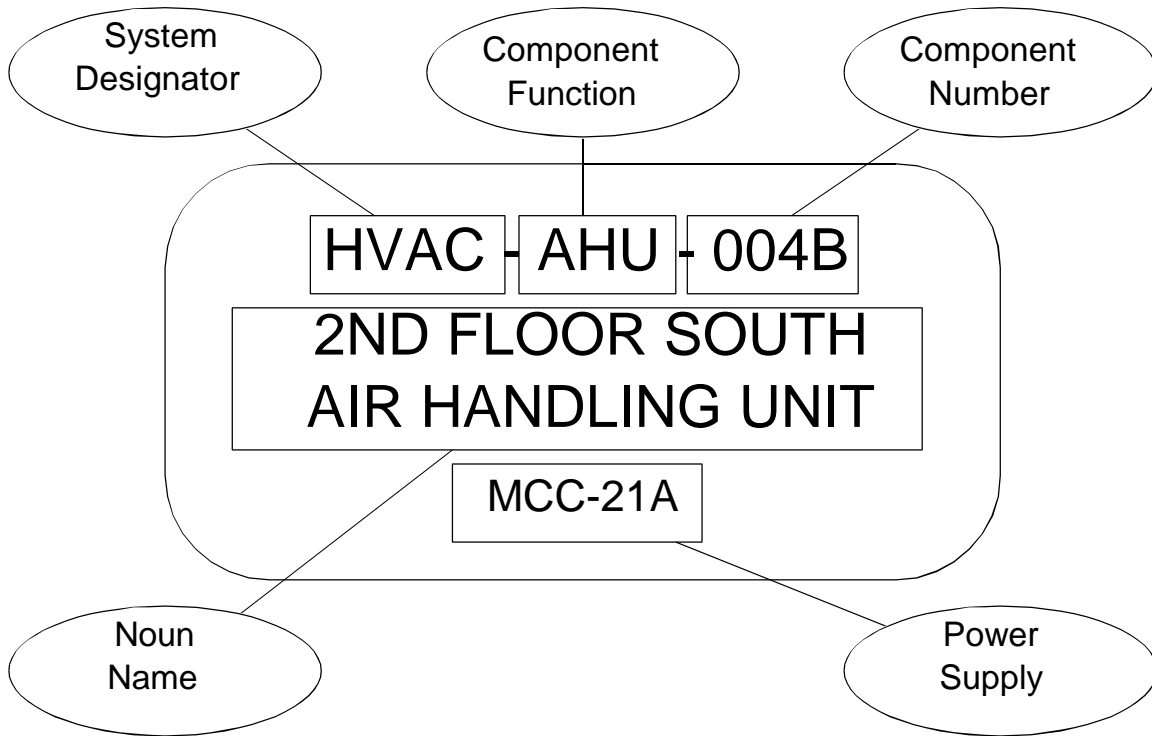 System
Designator
Component
Function
Component
Number
HVAC - AHU - 004B
2ND FLOOR SOUTH
AIR HANDLING UNIT
MCC-21A
Noun
Name
Power
Supply